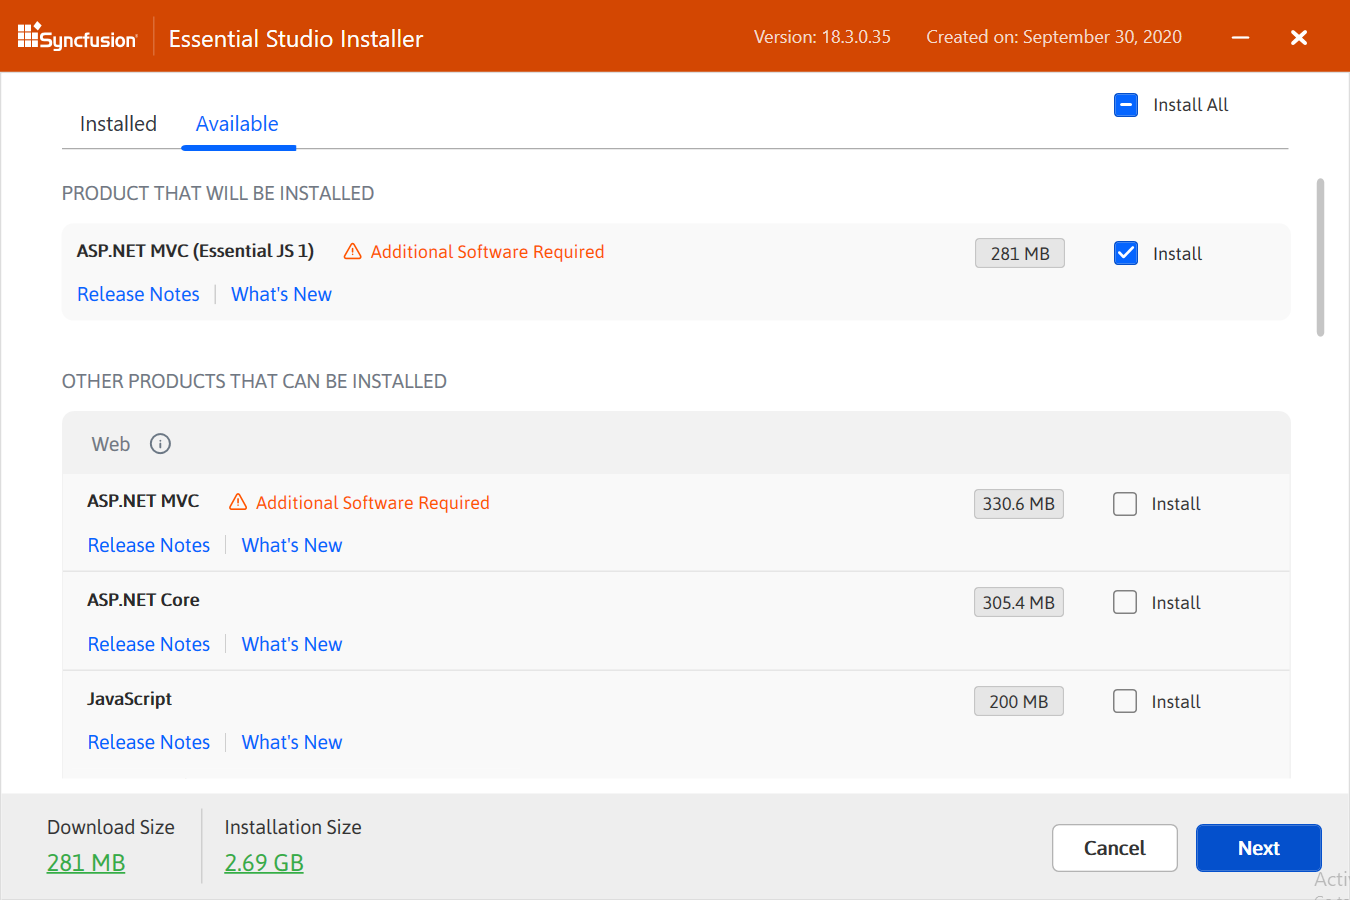 Syncfusion
Essential Studio Installer
Version: 18.3.0.35
Created on: September 30, 2020
Installed
Available
Install All
PRODUCT THAT WILL BE INSTALLED
ASP.NET MVC (Essential JS 1)
Additional Software Required
281 MB
Install
Release Notes
What's New
OTHER PRODUCTS THAT CAN BE INSTALLED
Web
ASP.NET MVC
Additional Software Required
330.6 MB
Install
Release Notes
What's New
ASP.NET Core
305.4 MB
Install
Release Notes
What's New
JavaScript
200 MB
Install
Release Notes
What's New
Download Size
281 MB
Installation Size
2.69 GB
Cancel
Next